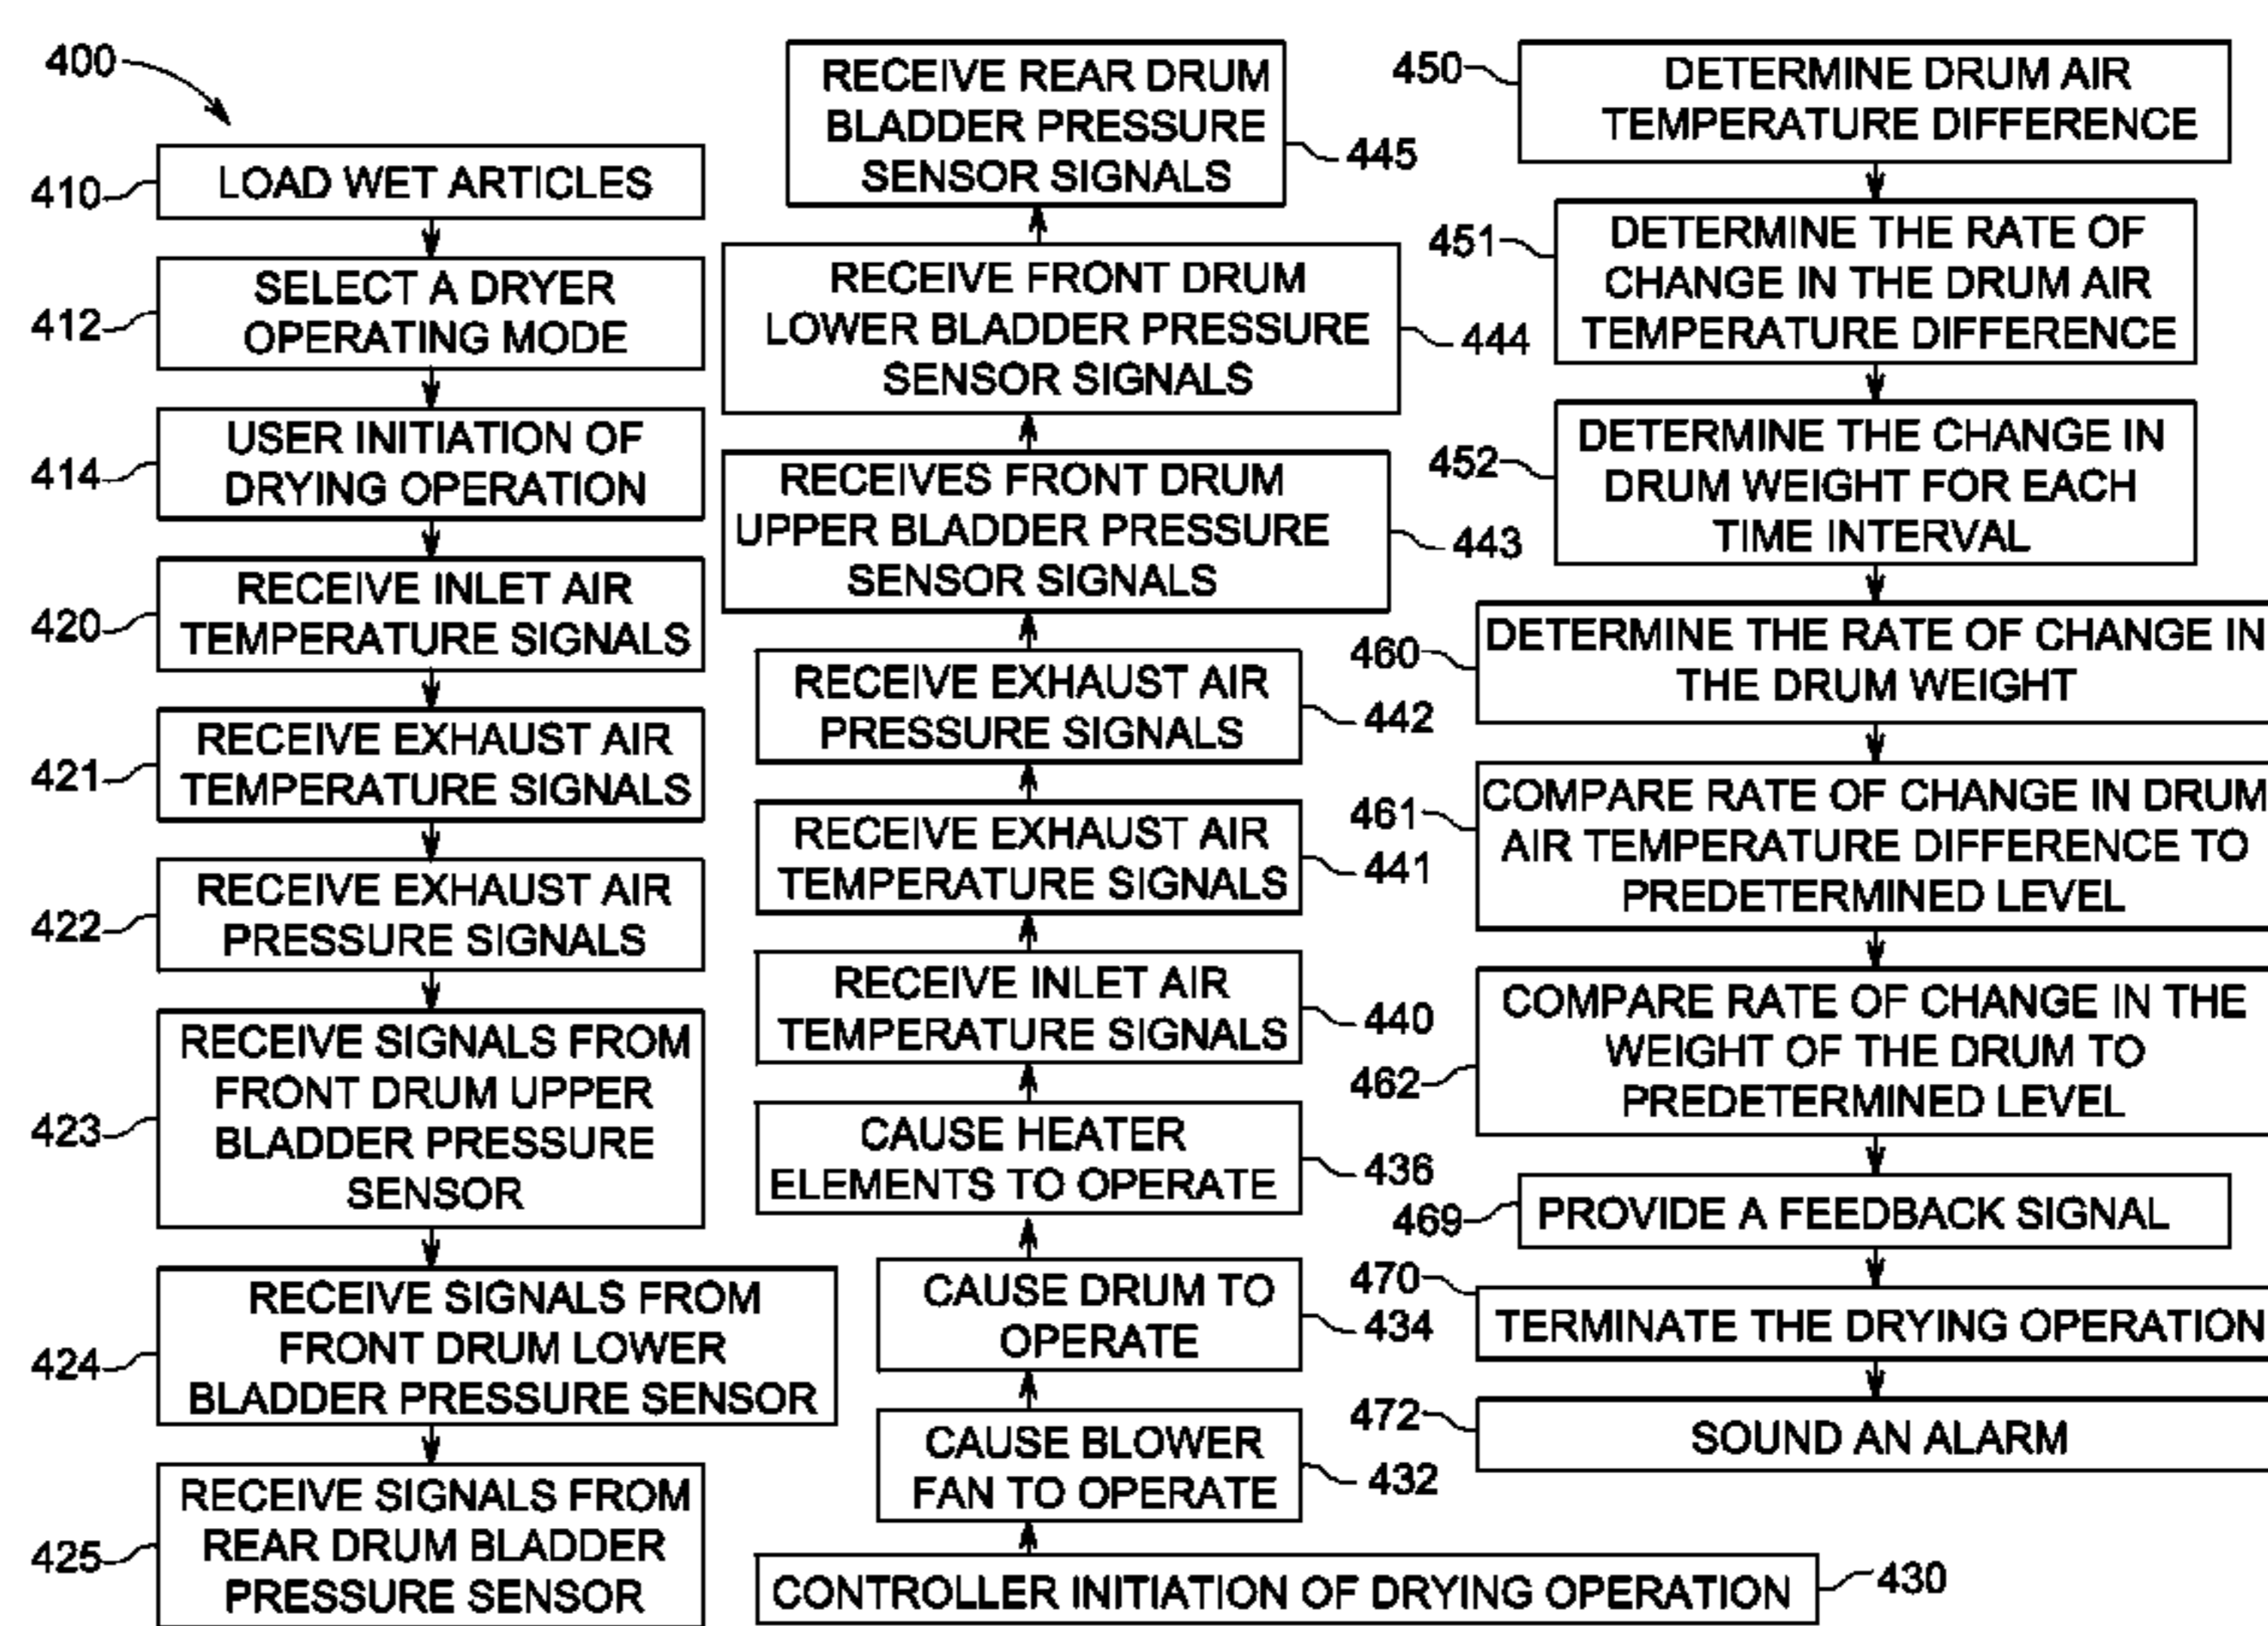 400
410
LOAD WET ARTICLES
412
SELECT A DRYER
OPERATING MODE
414
USER INITIATION OF
DRYING OPERATION
420
RECEIVE INLET AIR
TEMPERATURE SIGNALS
421
RECEIVE EXHAUST AIR
TEMPERATURE SIGNALS
422
RECEIVE EXHAUST AIR
PRESSURE SIGNALS
423
RECEIVE SIGNALS FROM
FRONT DRUM UPPER
BLADDER PRESSURE
SENSOR
424
RECEIVE SIGNALS FROM
FRONT DRUM LOWER
BLADDER PRESSURE SENSOR
425
RECEIVE SIGNALS FROM
REAR DRUM BLADDER
PRESSURE SENSOR
CONTROLLER INITIATION OF DRYING OPERATION
430
CAUSE BLOWER
FAN TO OPERATE
432
CAUSE DRUM TO
OPERATE
434
CAUSE HEATER
ELEMENTS TO OPERATE
436
RECEIVE INLET AIR
TEMPERATURE SIGNALS
440
RECEIVE EXHAUST AIR
TEMPERATURE SIGNALS
441
RECEIVE EXHAUST AIR
PRESSURE SIGNALS
442
RECEIVES FRONT DRUM
UPPER BLADDER PRESSURE
SENSOR SIGNALS
443
RECEIVE FRONT DRUM
LOWER BLADDER PRESSURE
SENSOR SIGNALS
444
RECEIVE REAR DRUM
BLADDER PRESSURE
SENSOR SIGNALS
445
450
DETERMINE DRUM AIR
TEMPERATURE DIFFERENCE
451
DETERMINE THE RATE OF
CHANGE IN THE DRUM AIR
TEMPERATURE DIFFERENCE
452
DETERMINE THE CHANGE IN
DRUM WEIGHT FOR EACH
TIME INTERVAL
460
DETERMINE THE RATE OF CHANGE IN
THE DRUM WEIGHT
461
COMPARE RATE OF CHANGE IN DRUM
AIR TEMPERATURE DIFFERENCE TO
PREDETERMINED LEVEL
462
COMPARE RATE OF CHANGE IN THE
WEIGHT OF THE DRUM TO
PREDETERMINED LEVEL
469
PROVIDE A FEEDBACK SIGNAL
470
TERMINATE THE DRYING OPERATION
472
SOUND AN ALARM